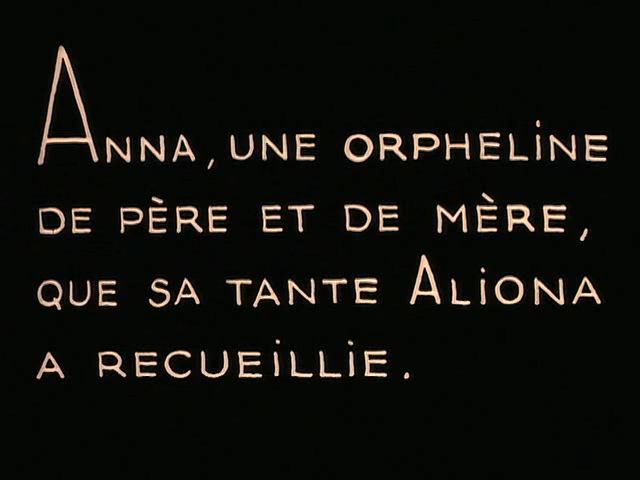 Anna, une orpheline
de père et de mère,
que sa tante Aliona
a recueillie.